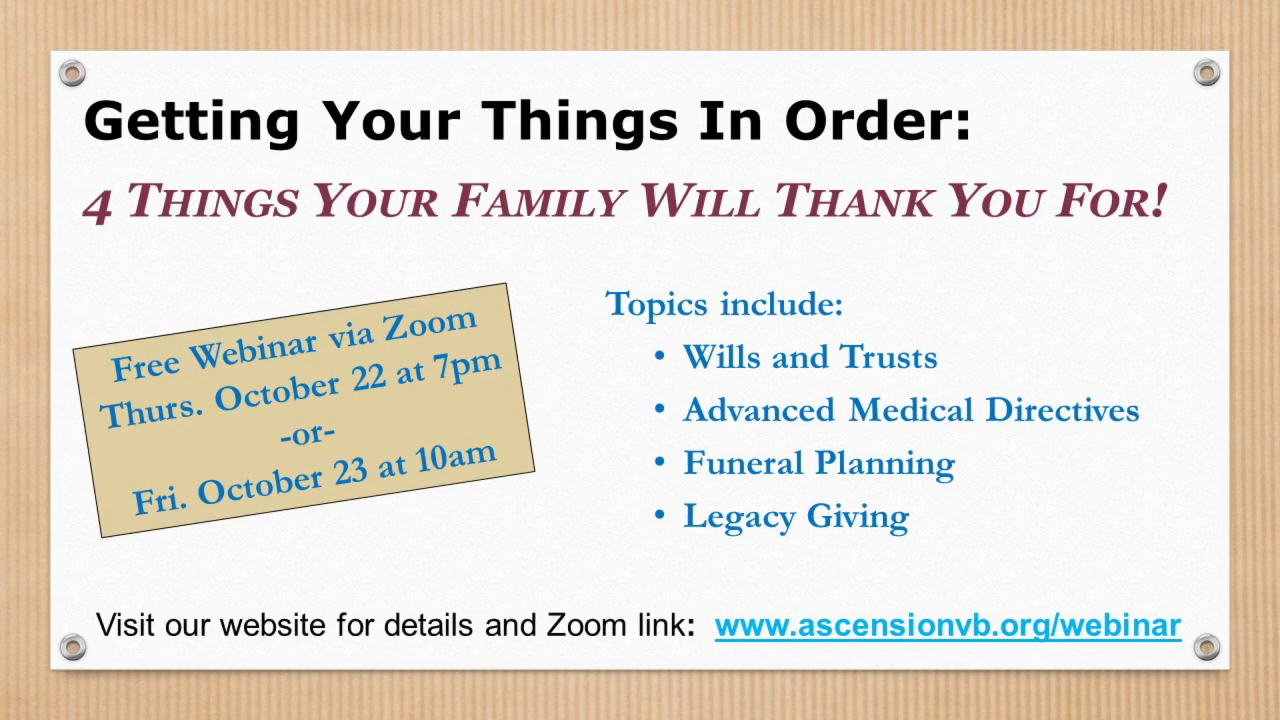 Getting Your Things In Order:
4 Things Your Family Will Thank You For!
Free Webinar via Zoom
Thurs. October 22 at 7pm
-or-
Fri. October 23 at 10am
Topics include:
• Wills and Trusts
• Advanced Medical Directives
• Funeral Planning
• Legacy Giving
Visit our website for details and Zoom link: www.ascensionvb.org/webinar